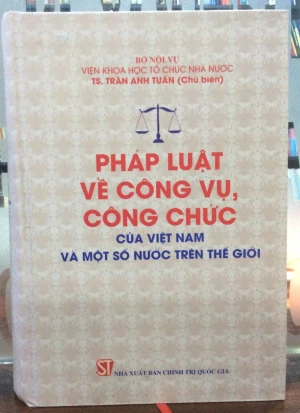 BỘ NỘI VỤ
VIỆN KHOA HỌC TỔ CHỨC NHÀ NƯỚC
TS. TRẦN ANH TUẤN (Chủ biên)
PHÁP LUẬT
VỀ CÔNG VỤ,
CÔNG CHỨC
CỦA VIỆT NAM
VÀ MỘT SỐ NƯỚC TRÊN THẾ GIỚI
ST NHÀ XUẤT BẢN CHÍNH TRỊ QUỐC GIA